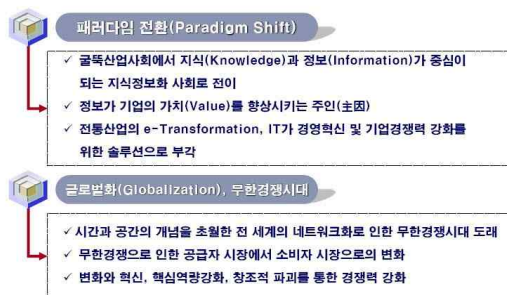 패러다임 전환(Paradigm Shift)
✓ 굴뚝산업사회에서 지식(Knowledge)과 정보(Information)가 중심이
되는 지식정보화 사회로 전이
✓ 정보가 기업의 가치(Value)를 향상시키는 주인(主因)
✓ 전통산업의 e-Transformation, IT가 경영혁신 및 기업경쟁력 강화를
위한 솔루션으로 부각
글로벌화(Globalization), 무한경쟁시대
✓ 시간과 공간의 개념을 초월한 전 세계의 네트워크화로 인한 무한경쟁시대 도래
✓ 무한경쟁으로 인한 공급자 시장에서 소비자 시장으로의 변화
✓ 변화와 혁신, 핵심역량강화, 창조적 파괴를 통한 경쟁력 강화